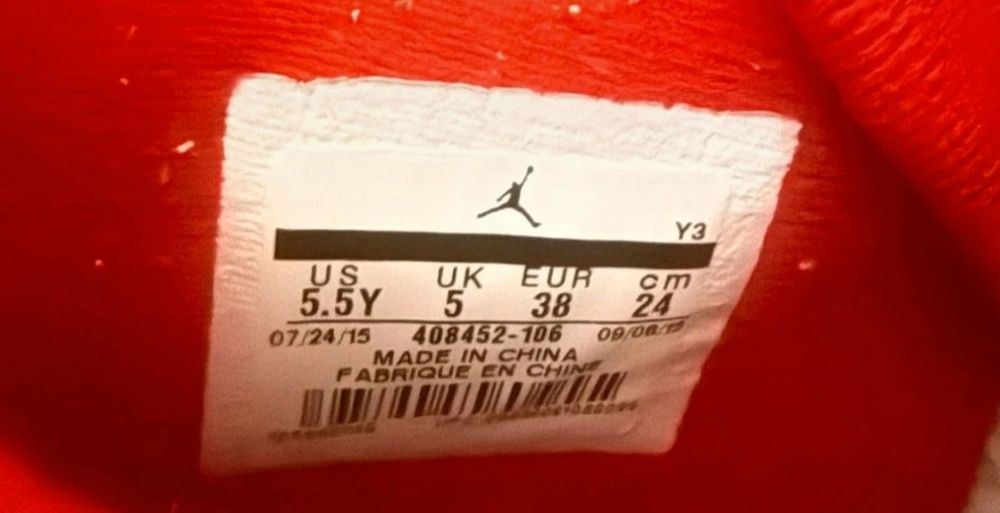 Y3
US UK EUR cm
5.5Y 5 38 24
07/24/15 408452-106 09/08/15
MADE IN CHINA
FABRIQUE EN CHINE